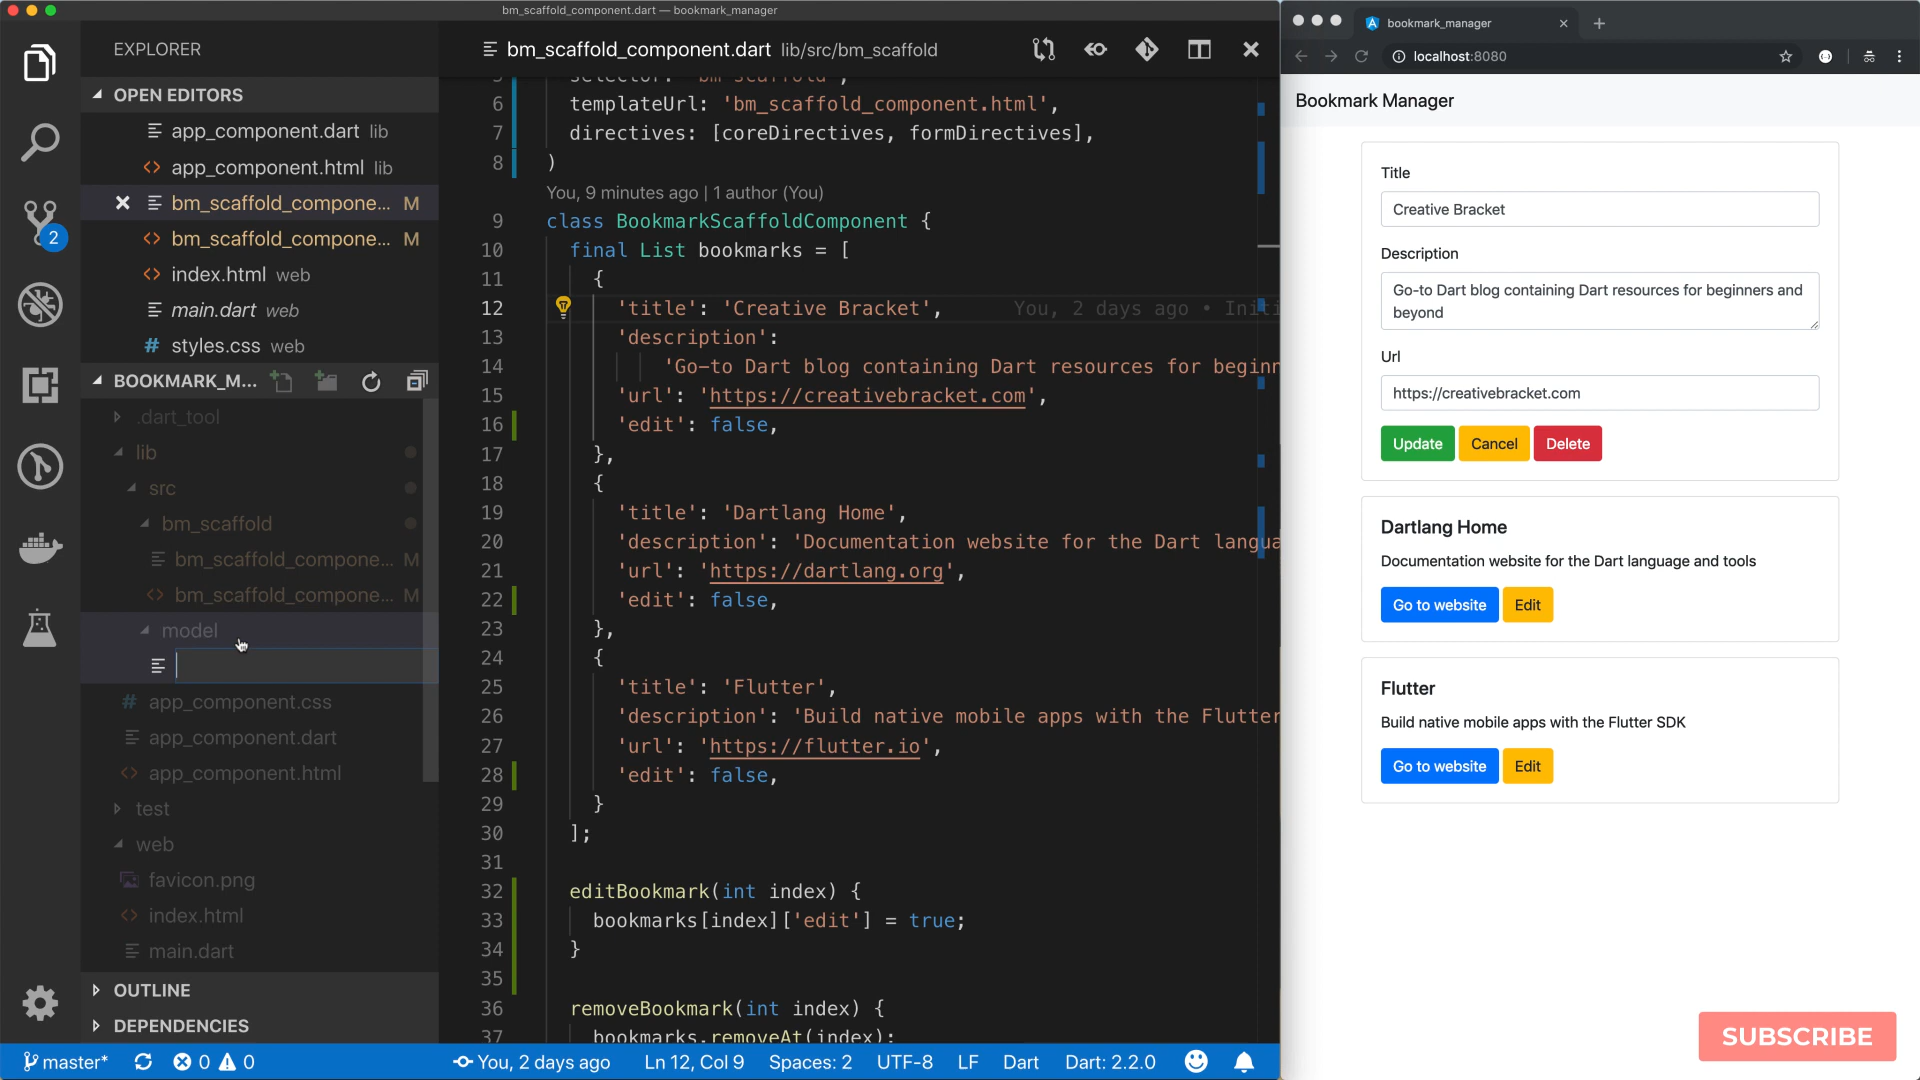 bm_scaffold_component.dart — bookmark_manager
EXPLORER
OPEN EDITORS
app_component.dart lib
app_component.html lib
bm_scaffold_compone... M
bm_scaffold_compone... M
index.html web
main.dart web
styles.css web
BOOKMARK_M...
.dart_tool
lib
src
bm_scaffold
bm_scaffold_compone... M
bm_scaffold_compone... M
model
app_component.css
app_component.dart
app_component.html
test
web
favicon.png
index.html
main.dart
OUTLINE
DEPENDENCIES
2
bm_scaffold_component.dart lib/src/bm_scaffold
5 selector: 'bm-scaffold',
6 templateUrl: 'bm_scaffold_component.html',
7 directives: [coreDirectives, formDirectives],
8 )
You, 9 minutes ago | 1 author (You)
9 class BookmarkScaffoldComponent {
10 final List bookmarks = [
11 {
12 'title': 'Creative Bracket', You, 2 days ago • Initi
13 'description':
14 'Go-to Dart blog containing Dart resources for beginn
15 'url': 'https://creativebracket.com',
16 'edit': false,
17 },
18 {
19 'title': 'Dartlang Home',
20 'description': 'Documentation website for the Dart langua
21 'url': 'https://dartlang.org',
22 'edit': false,
23 },
24 {
25 'title': 'Flutter',
26 'description': 'Build native mobile apps with the Flutter
27 'url': 'https://flutter.io',
28 'edit': false,
29 }
30 ];
31
32 editBookmark(int index) {
33 bookmarks[index]['edit'] = true;
34 }
35
36 removeBookmark(int index) {
37 bookmarks.removeAt(index);
master* 0 0 You, 2 days ago Ln 12, Col 9 Spaces: 2 UTF-8 LF Dart Dart: 2.2.0
bookmark_manager
localhost:8080
Bookmark Manager
Title
Creative Bracket
Description
Go-to Dart blog containing Dart resources for beginners and
beyond
Url
https://creativebracket.com
Update Cancel Delete
Dartlang Home
Documentation website for the Dart language and tools
Go to website Edit
Flutter
Build native mobile apps with the Flutter SDK
Go to website Edit
SUBSCRIBE